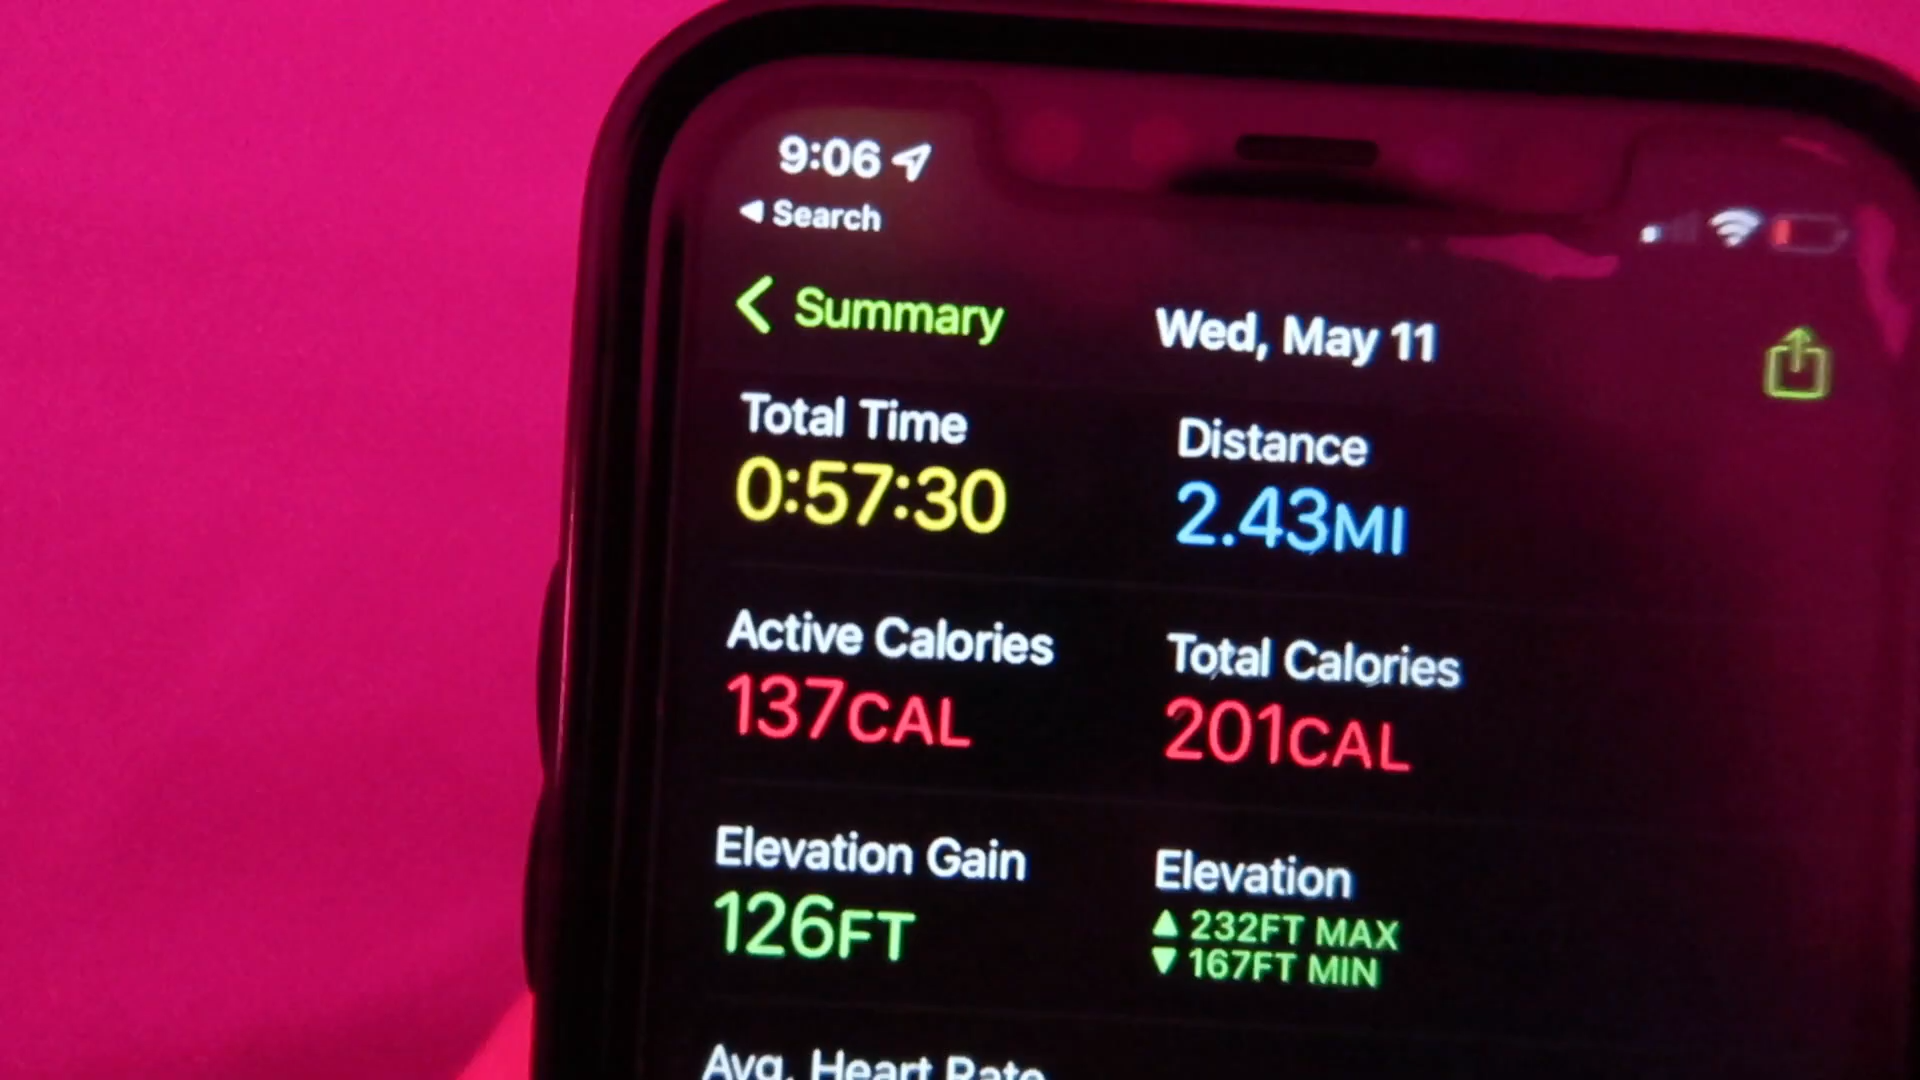 9:06
Search
Summary
Wed, May 11
Total Time
0:57:30
Distance
2.43MI
Active Calories
137CAL
Total Calories
201CAL
Elevation Gain
126FT
Elevation
▲ 232FT MAX
▼ 167FT MIN
Avg. Heart Rate